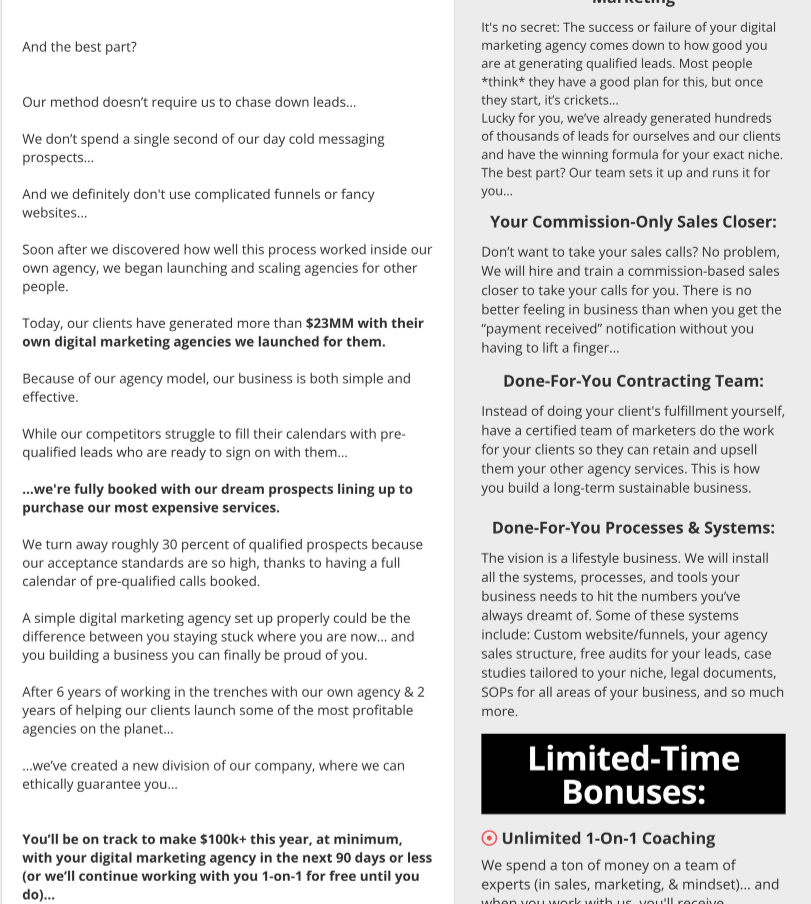 And the best part?
Our method doesn’t require us to chase down leads...
We don’t spend a single second of our day cold messaging
prospects...
And we definitely don't use complicated funnels or fancy
websites...
Soon after we discovered how well this process worked inside our
own agency, we began launching and scaling agencies for other
people.
Today, our clients have generated more than $23MM with their
own digital marketing agencies we launched for them.
Because of our agency model, our business is both simple and
effective.
While our competitors struggle to fill their calendars with pre-
qualified leads who are ready to sign on with them...
...we're fully booked with our dream prospects lining up to
purchase our most expensive services.
We turn away roughly 30 percent of qualified prospects because
our acceptance standards are so high, thanks to having a full
calendar of pre-qualified calls booked.
A simple digital marketing agency set up properly could be the
difference between you staying stuck where you are now... and
you building a business you can finally be proud of you.
After 6 years of working in the trenches with our own agency & 2
years of helping our clients launch some of the most profitable
agencies on the planet...
...we’ve created a new division of our company, where we can
ethically guarantee you...
You’ll be on track to make $100k+ this year, at minimum,
with your digital marketing agency in the next 90 days or less
(or we’ll continue working with you 1-on-1 for free until you
do)...
Marketing
It's no secret: The success or failure of your digital
marketing agency comes down to how good you
are at generating qualified leads. Most people
*think* they have a good plan for this, but once
they start, it’s crickets...
Lucky for you, we’ve already generated hundreds
of thousands of leads for ourselves and our clients
and have the winning formula for your exact niche.
The best part? Our team sets it up and runs it for
you...
Your Commission-Only Sales Closer:
Don’t want to take your sales calls? No problem,
We will hire and train a commission-based sales
closer to take your calls for you. There is no
better feeling in business than when you get the
“payment received” notification without you
having to lift a finger...
Done-For-You Contracting Team:
Instead of doing your client's fulfillment yourself,
have a certified team of marketers do the work
for your clients so they can retain and upsell
them your other agency services. This is how
you build a long-term sustainable business.
Done-For-You Processes & Systems:
The vision is a lifestyle business. We will install
all the systems, processes, and tools your
business needs to hit the numbers you’ve
always dreamt of. Some of these systems
include: Custom website/funnels, your agency
sales structure, free audits for your leads, case
studies tailored to your niche, legal documents,
SOPs for all areas of your business, and so much
more.
Limited-Time
Bonuses:
Unlimited 1-On-1 Coaching
We spend a ton of money on a team of
experts (in sales, marketing, & mindset)... and
when you work with us, you'll receive